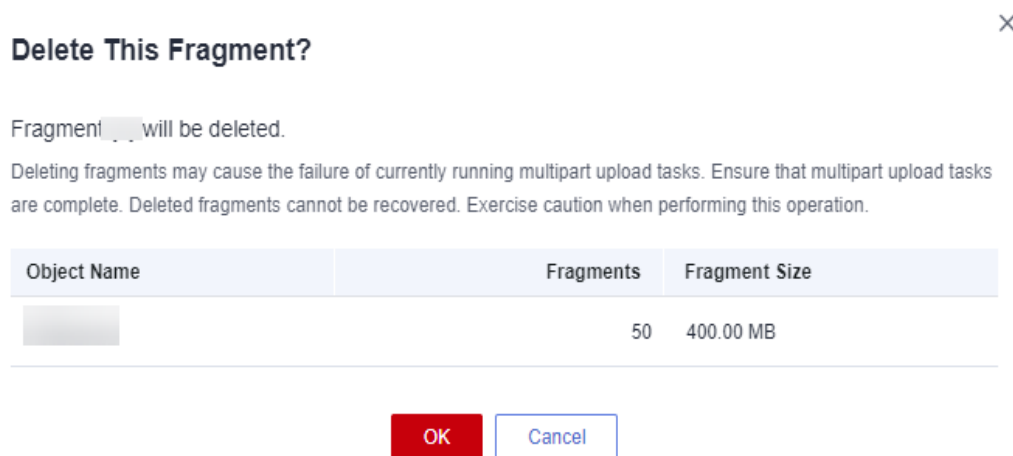 Delete This Fragment?
Fragment will be deleted.
Deleting fragments may cause the failure of currently running multipart upload tasks. Ensure that multipart upload tasks
are complete. Deleted fragments cannot be recovered. Exercise caution when performing this operation.
Object Name Fragments Fragment Size
50 400.00 MB
OK Cancel